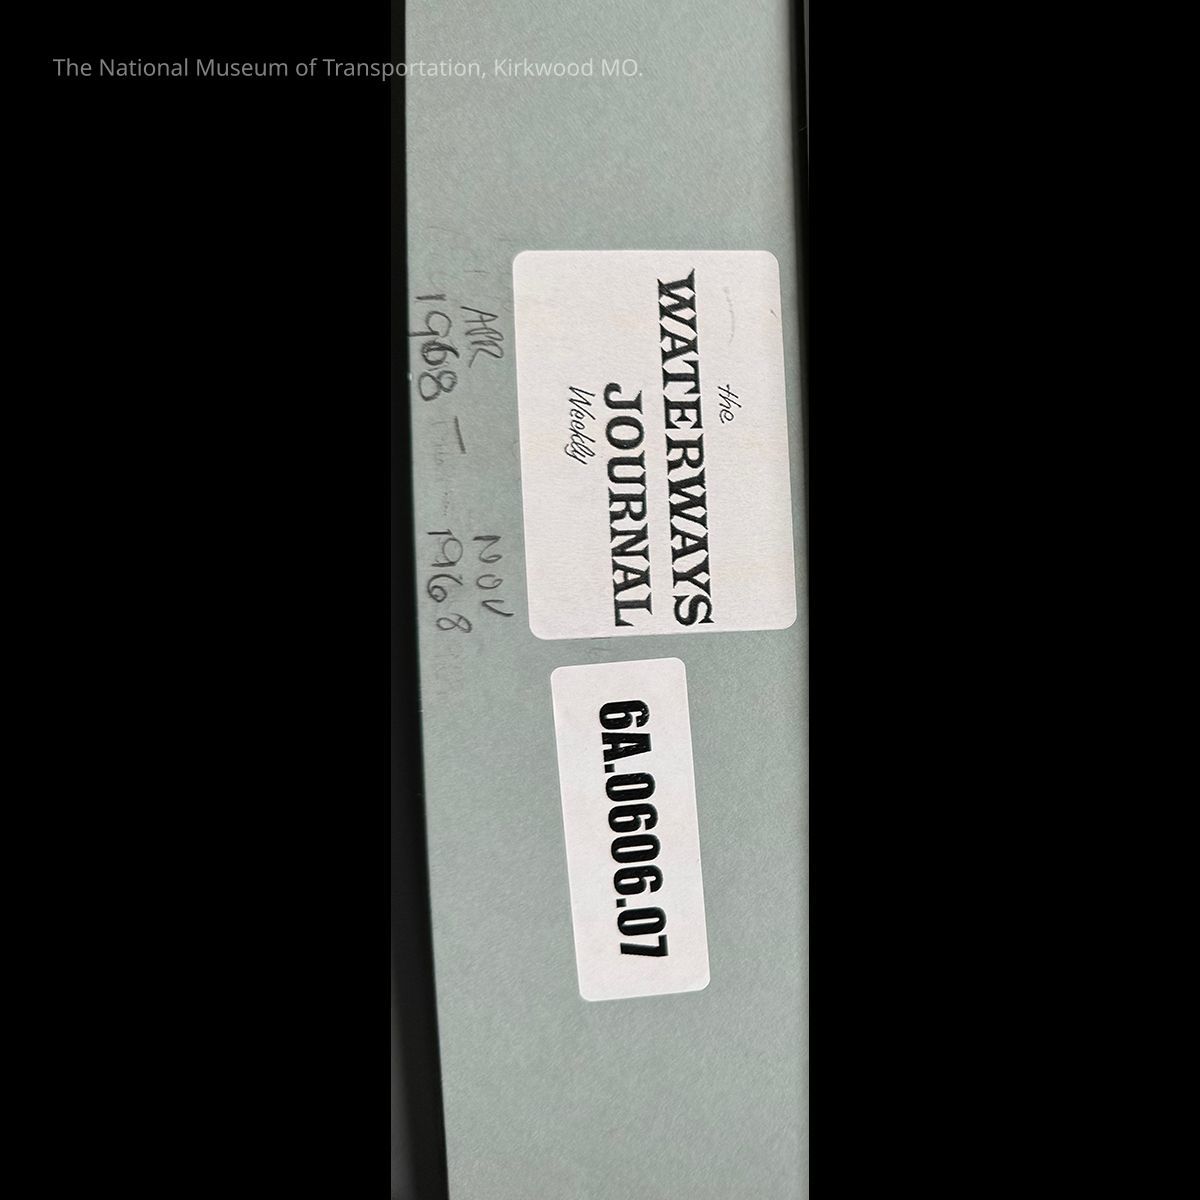 The National Museum of Transportation, Kirkwood MO.
the
WATERWAYS
JOURNAL
Weekly
6A.0606.07
APR NOV
1968 - 1968